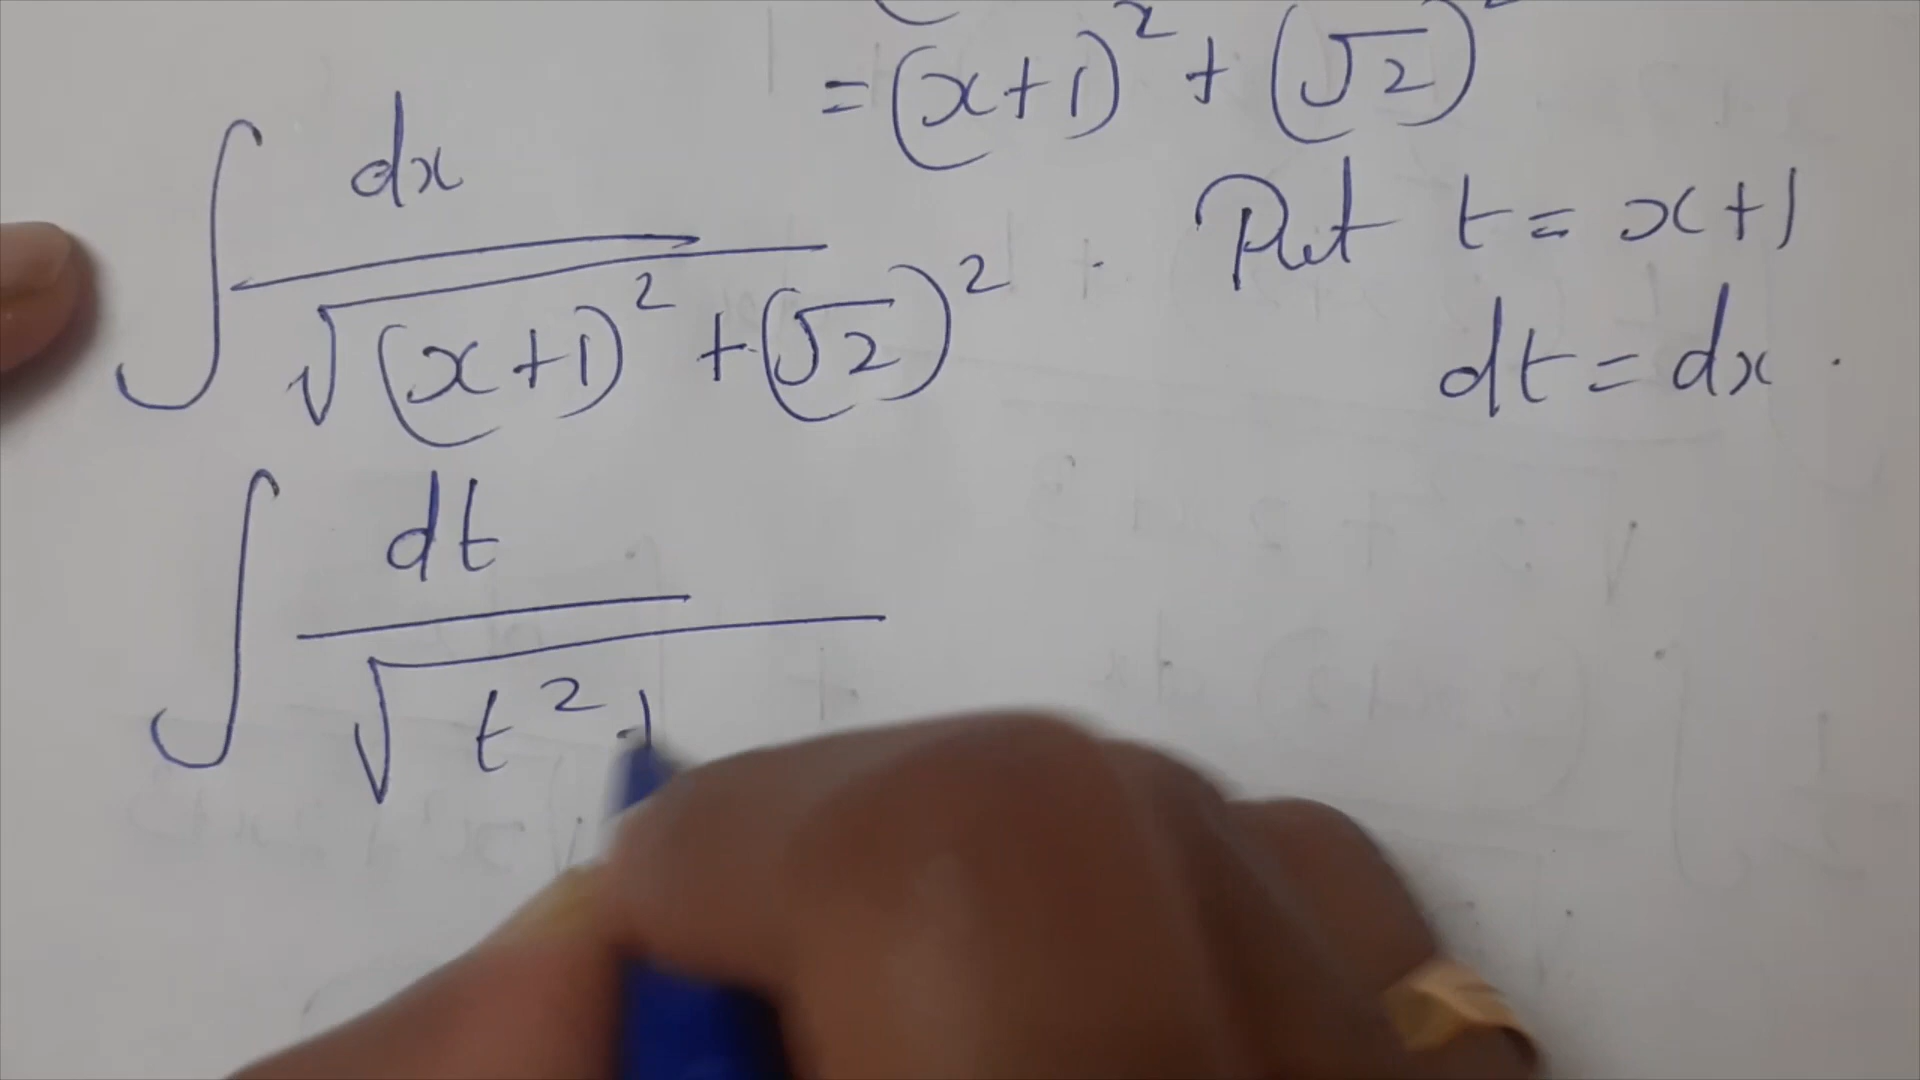 = (x+1)² + (√2)²
∫ dx / √((x+1)² + (√2)²) . Put t = x+1
dt = dx .
∫ dt / √(t² +